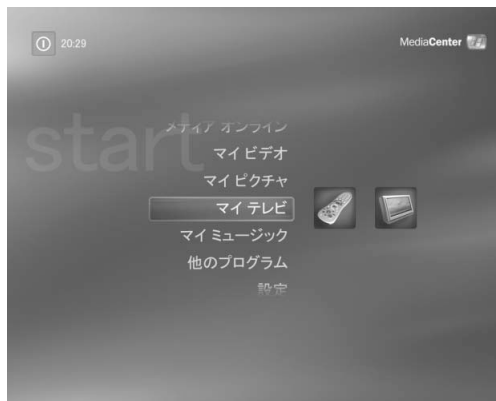 20:29
MediaCenter
start
メディア オンライン
マイ ビデオ
マイ ピクチャ
マイ テレビ
マイ ミュージック
他のプログラム
設定